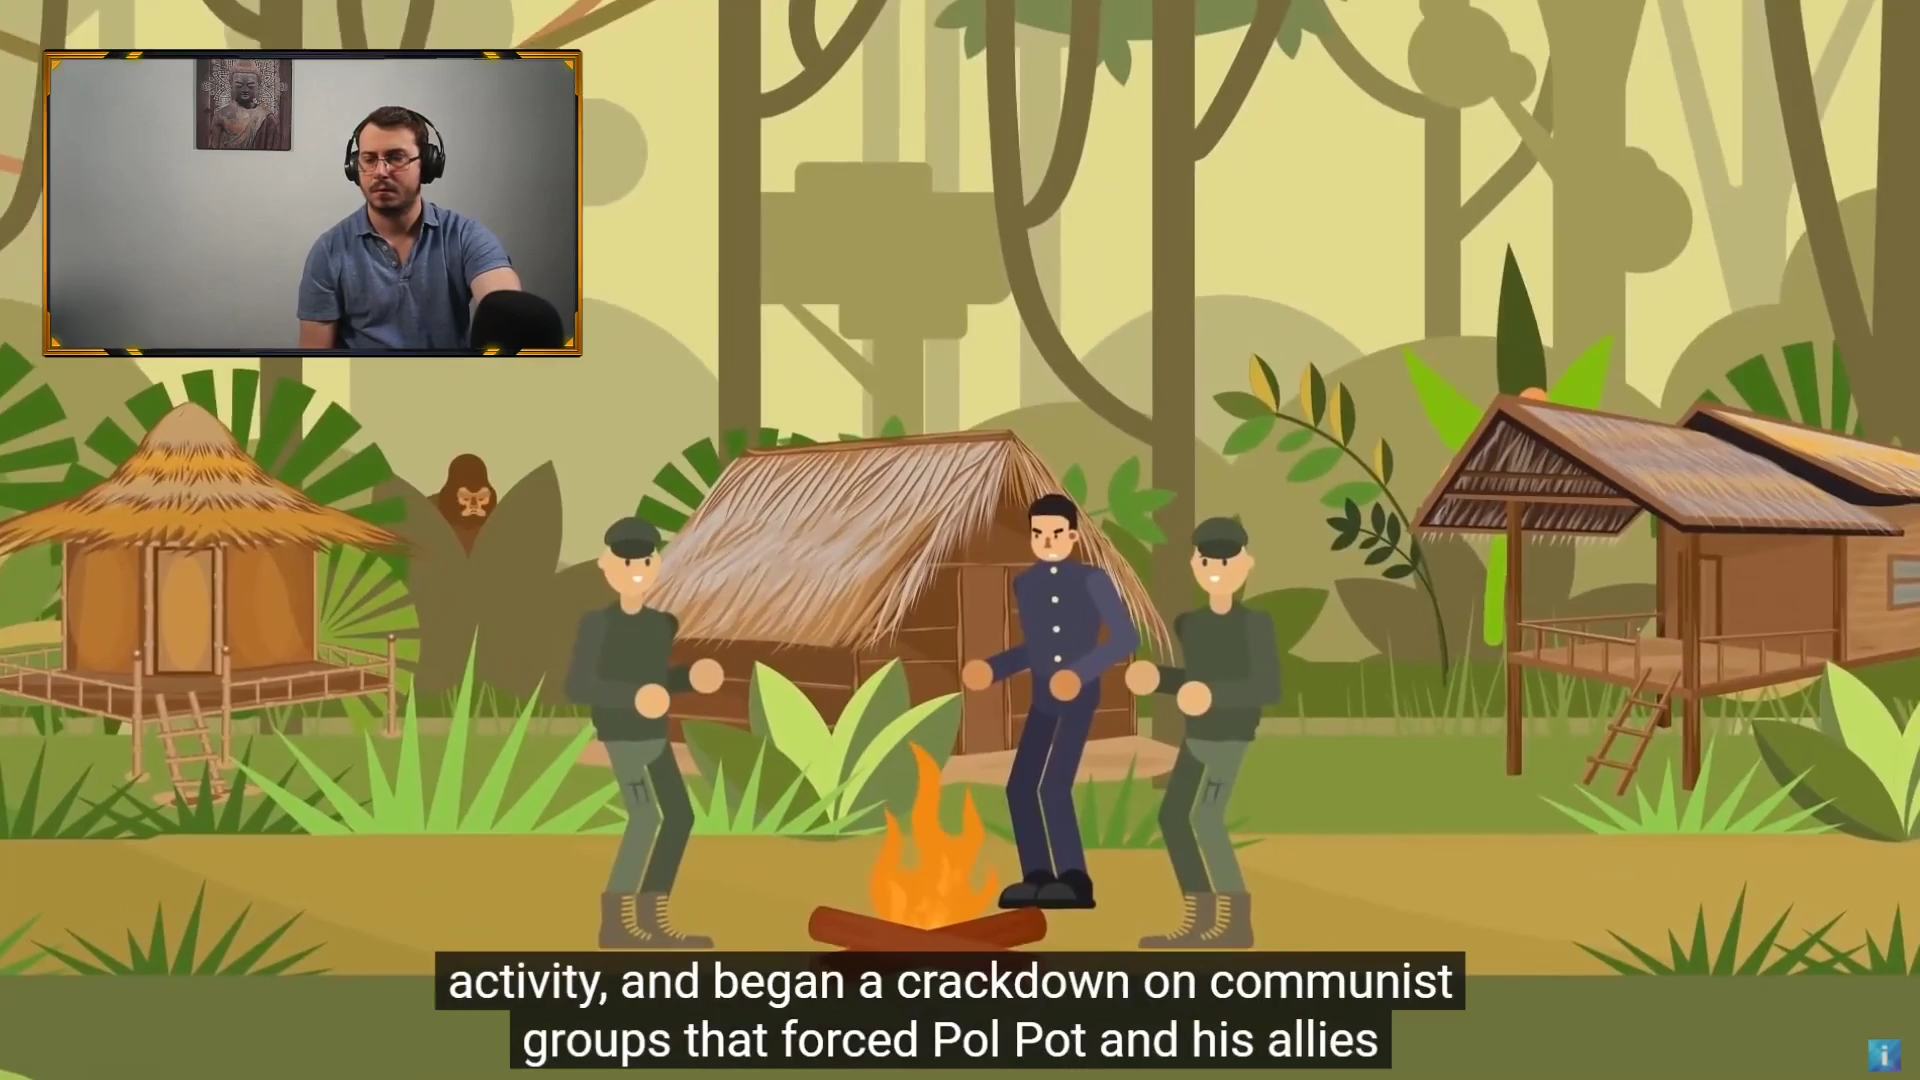 activity, and began a crackdown on communist
groups that forced Pol Pot and his allies
i